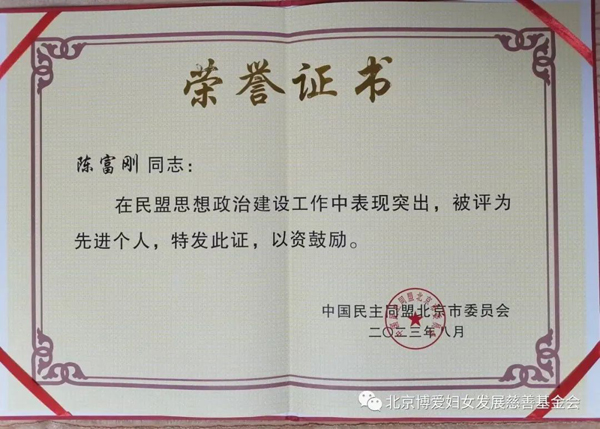 荣誉证书
陈富刚 同志：
在民盟思想政治建设工作中表现突出，被评为
先进个人，特发此证，以资鼓励。
中国民主同盟北京市委员会
二〇二三年八月
北京博爱妇女发展慈善基金会